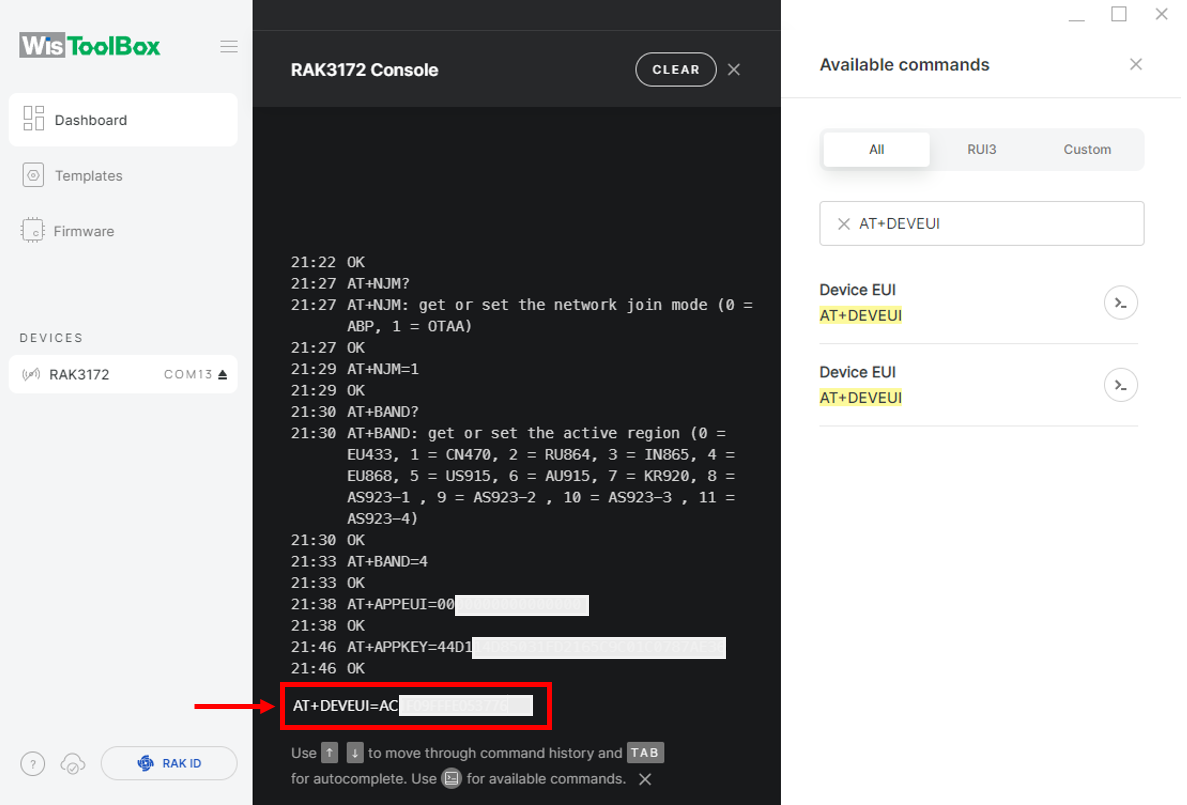 WisToolBox
Dashboard
Templates
Firmware
DEVICES
RAK3172 COM13
? RAK ID
RAK3172 Console
CLEAR
21:22 OK
21:27 AT+NJM?
21:27 AT+NJM: get or set the network join mode (0 =
ABP, 1 = OTAA)
21:27 OK
21:29 AT+NJM=1
21:29 OK
21:30 AT+BAND?
21:30 AT+BAND: get or set the active region (0 =
EU433, 1 = CN470, 2 = RU864, 3 = IN865, 4 =
EU868, 5 = US915, 6 = AU915, 7 = KR920, 8 =
AS923-1 , 9 = AS923-2 , 10 = AS923-3 , 11 =
AS923-4)
21:30 OK
21:33 AT+BAND=4
21:33 OK
21:38 AT+APPEUI=00
21:38 OK
21:46 AT+APPKEY=44D1
21:46 OK
AT+DEVEUI=AC
Use ↑ ↓ to move through command history and TAB
for autocomplete. Use for available commands.
Available commands
All RUI3 Custom
AT+DEVEUI
Device EUI
AT+DEVEUI
Device EUI
AT+DEVEUI